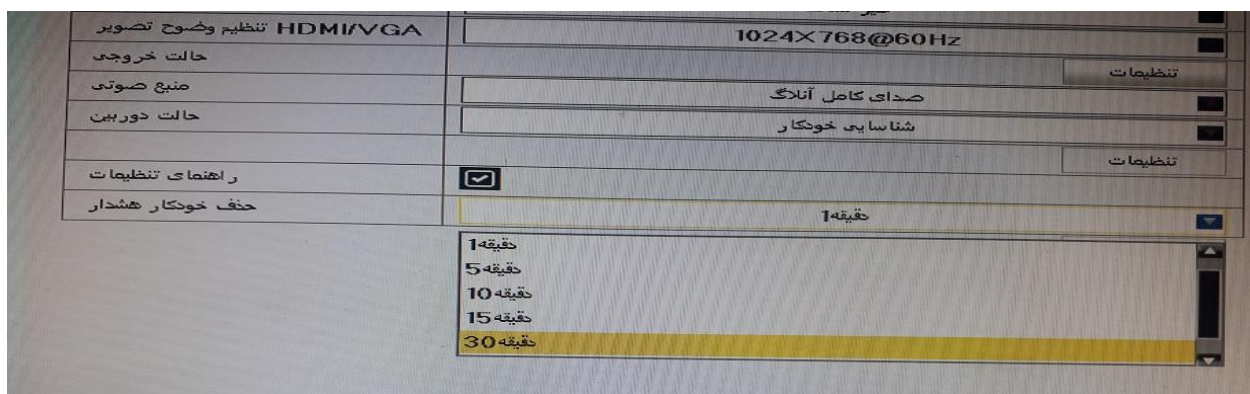 تنظیم وضوح تصویر HDMI/VGA
1024X768@60Hz
حالت خروجی
تنظیمات
منبع صوتی
صدای کامل آنلاگ
حالت دوربین
شناسایی خودکار
تنظیمات
راهنمای تنظیمات
حذف خودکار هشدار
دقیقه1
دقیقه1
دقیقه5
دقیقه10
دقیقه15
دقیقه30